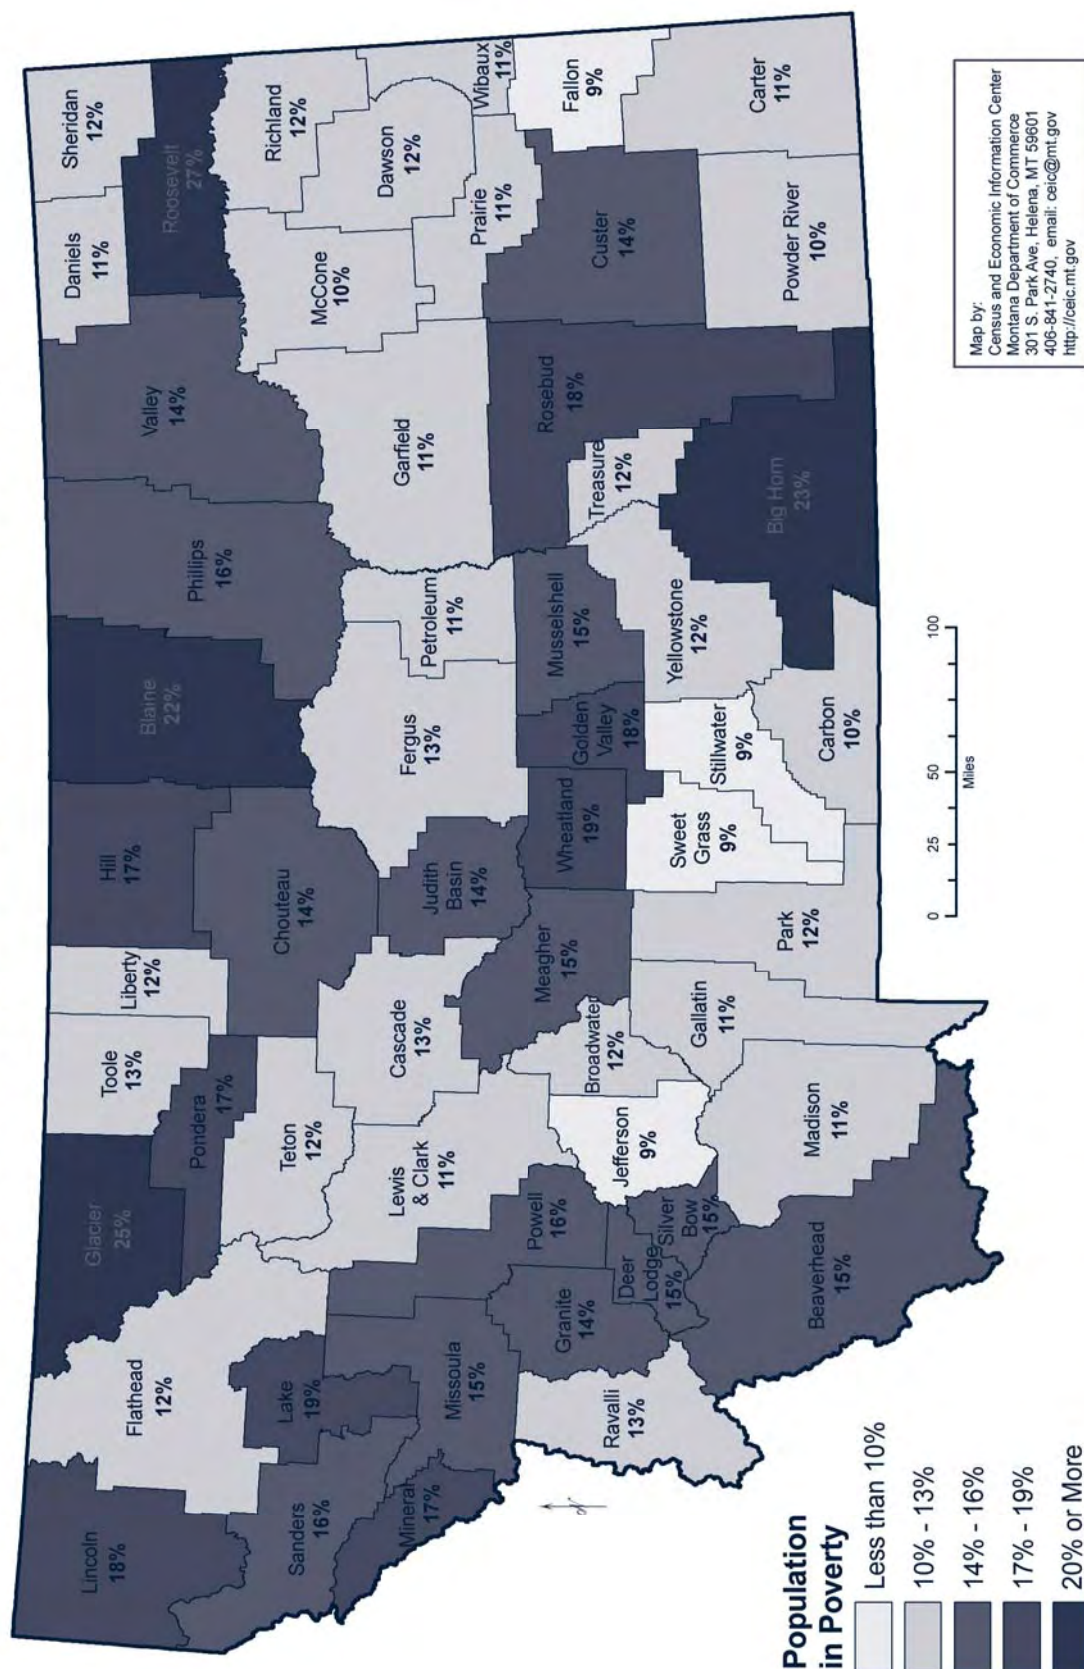 Lincoln
18%
Flathead
12%
Glacier
25%
Toole
13%
Liberty
12%
Hill
17%
Blaine
22%
Phillips
16%
Valley
14%
Daniels
11%
Sheridan
12%
Roosevelt
27%
Sanders
16%
Lake
19%
Pondera
17%
Teton
12%
Chouteau
14%
Richland
12%
McCone
10%
Dawson
12%
Wibaux
11%
Mineral
17%
Missoula
15%
Powell
16%
Lewis
& Clark
11%
Cascade
13%
Judith
Basin
14%
Fergus
13%
Petroleum
11%
Garfield
11%
Prairie
11%
Fallon
9%
Ravalli
13%
Granite
14%
Deer
Lodge
15%
Silver
Bow
15%
Jefferson
9%
Broadwater
12%
Meagher
15%
Wheatland
19%
Golden
Valley
18%
Musselshell
15%
Treasure
12%
Rosebud
18%
Custer
14%
Beaverhead
15%
Madison
11%
Gallatin
11%
Park
12%
Sweet
Grass
9%
Stillwater
9%
Yellowstone
12%
Carbon
10%
Big Horn
23%
Powder River
10%
Carter
11%
N
Population
in Poverty
Less than 10%
10% - 13%
14% - 16%
17% - 19%
20% or More
0 25 50 100
Miles
Map by:
Census and Economic Information Center
Montana Department of Commerce
301 S. Park Ave, Helena, MT 59601
406-841-2740, email: ceic@mt.gov
http://ceic.mt.gov